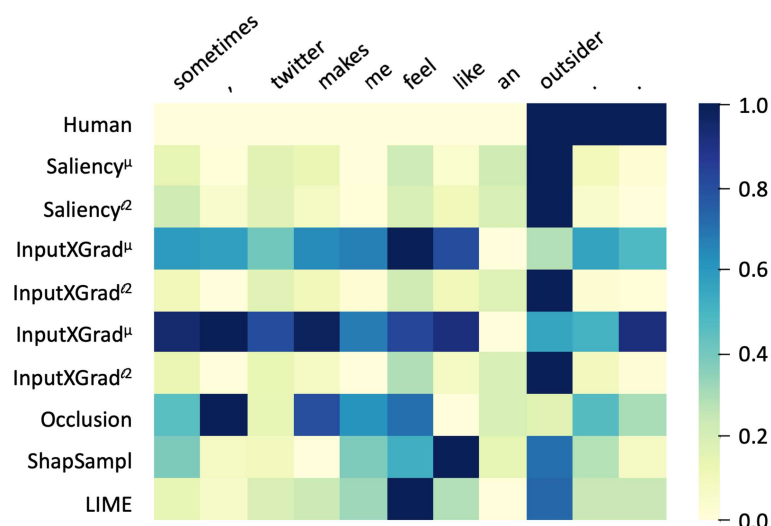 sometimes , twitter makes me feel like an outsider . .
Human
Saliencyμ
Saliencyℓ2
InputXGradμ
InputXGradℓ2
InputXGradμ
InputXGradℓ2
Occlusion
ShapSampl
LIME
1.0
0.8
0.6
0.4
0.2
0.0